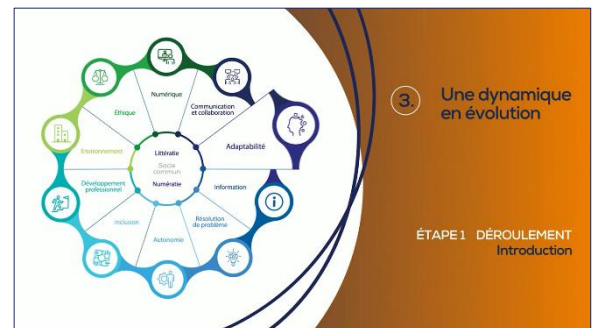 Numérique
Communication
et collaboration
Adaptabilité
Information
Résolution
de problème
Autonomie
Inclusion
Développement
professionnel
Environnement
Ethique
Littératie
Socle
commun
Numératie
3.
Une dynamique
en évolution
ÉTAPE 1 DÉROULEMENT
Introduction